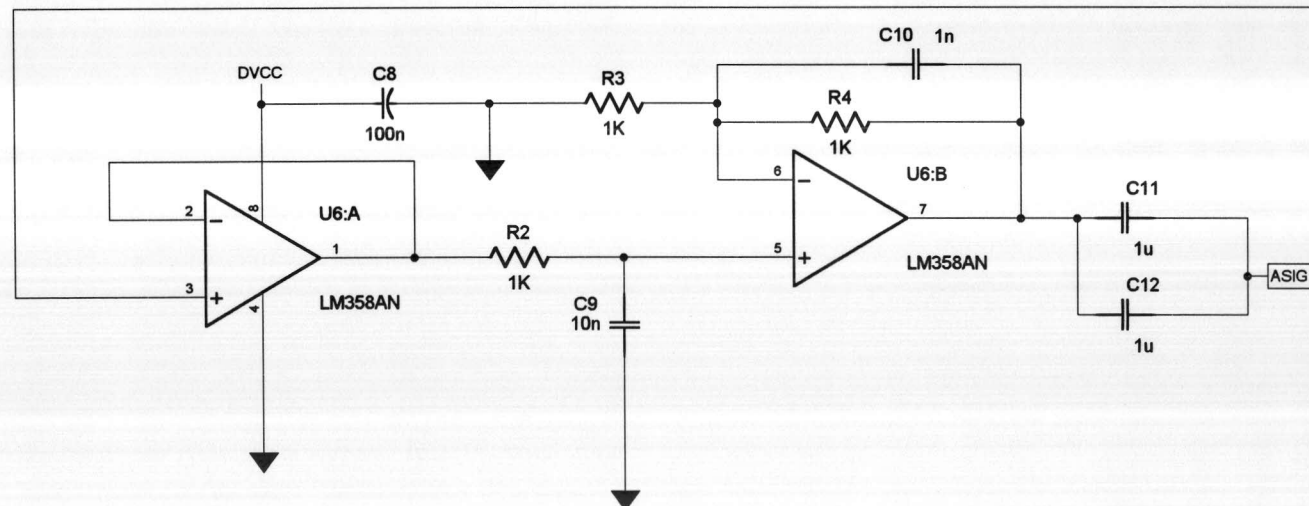 C10 1n
DVCC
C8
100n
R3
1K
R4
1K
6
U6:B
7
5
LM358AN
C11
1u
C12
1u
ASIG
2
8
U6:A
1
3
4
LM358AN
R2
1K
C9
10n